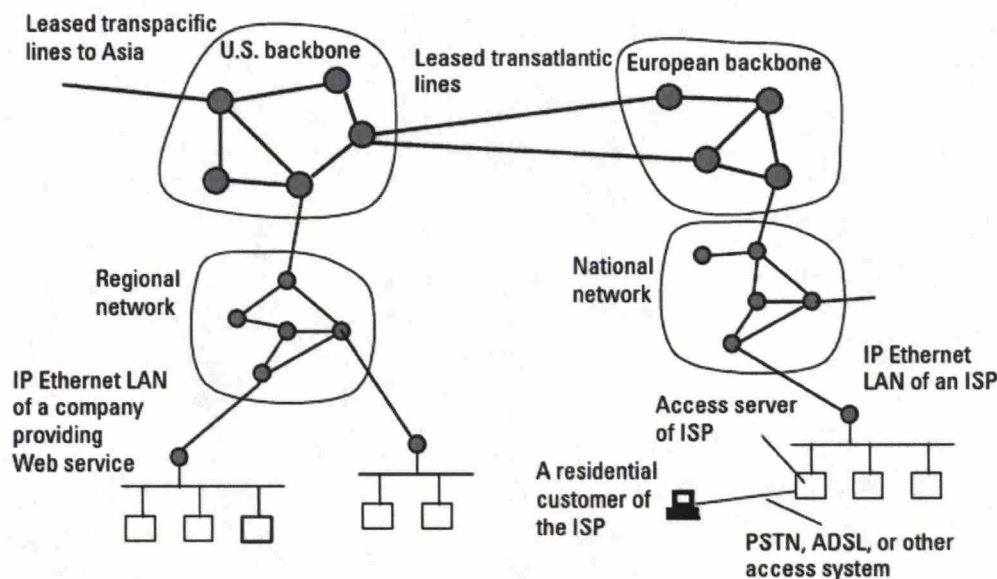 Leased transpacific
lines to Asia
U.S. backbone
Leased transatlantic
lines
European backbone
Regional
network
National
network
IP Ethernet LAN
of a company
providing
Web service
IP Ethernet
LAN of an ISP
Access server
of ISP
A residential
customer of
the ISP
PSTN, ADSL, or other
access system